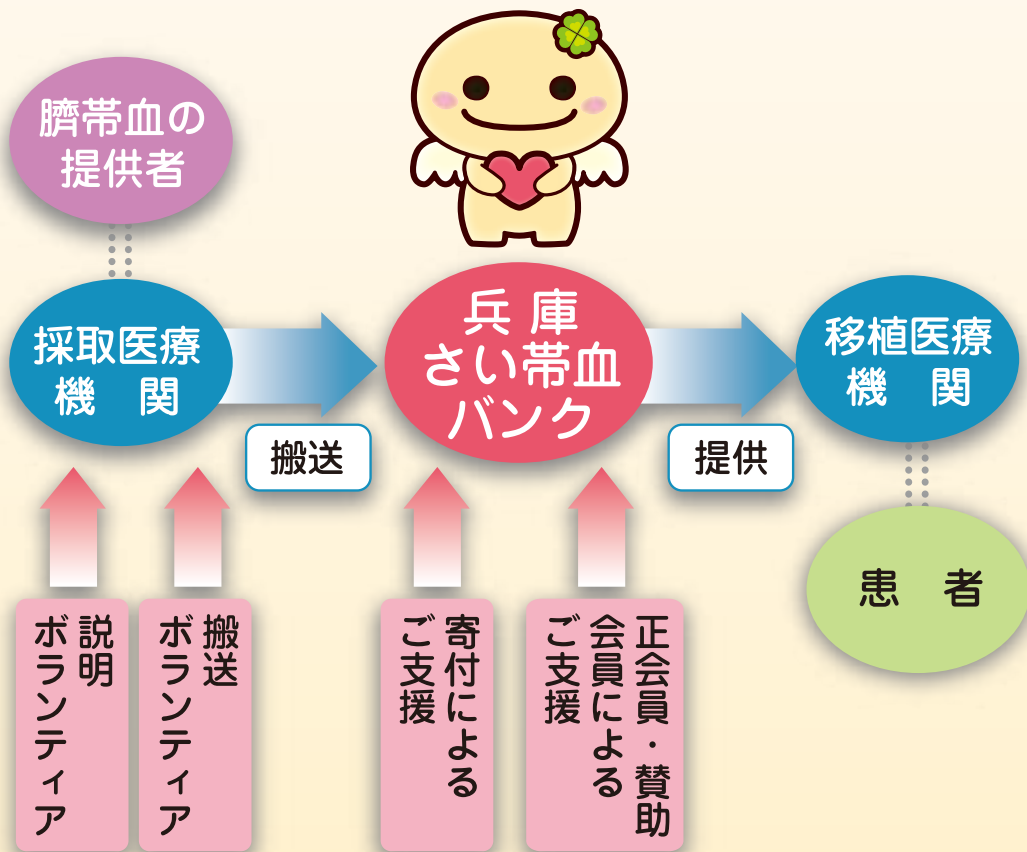 臍帯血の
提供者
採取医療
機　関
兵 庫
さい帯血
バンク
移植医療
機　関
搬送
提供
患　者
説明
ボランティア
搬送
ボランティア
寄付による
ご支援
正会員・賛助
会員による
ご支援